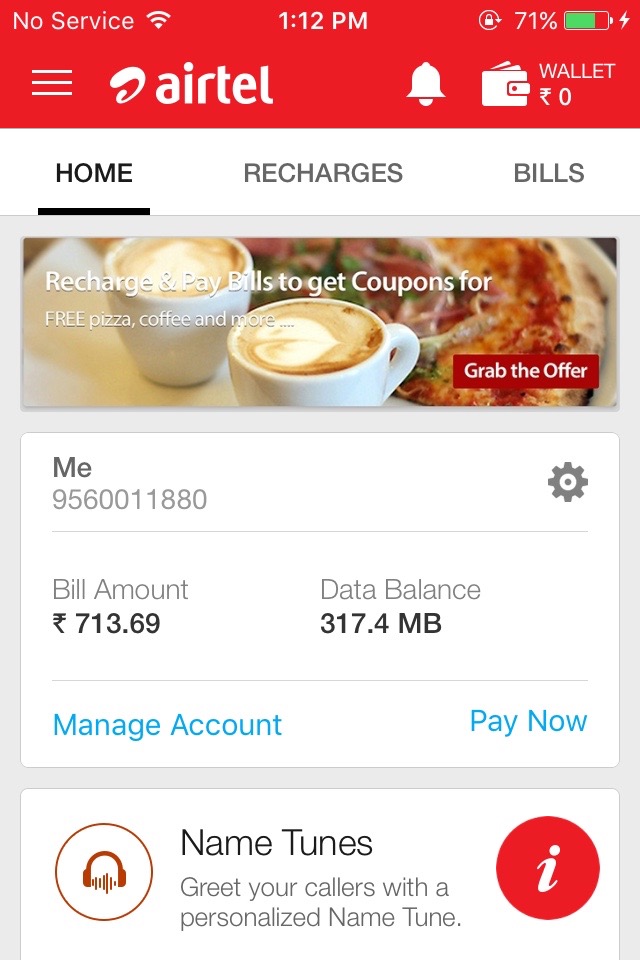 No Service 1:12 PM 71%
airtel WALLET
₹ 0
HOME RECHARGES BILLS
Recharge & Pay Bills to get Coupons for
FREE pizza, coffee and more ....
Grab the Offer
Me
9560011880
Bill Amount Data Balance
₹ 713.69 317.4 MB
Manage Account Pay Now
Name Tunes
i
Greet your callers with a
personalized Name Tune.